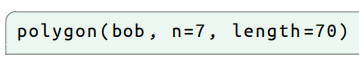 polygon(bob, n=7, length=70)